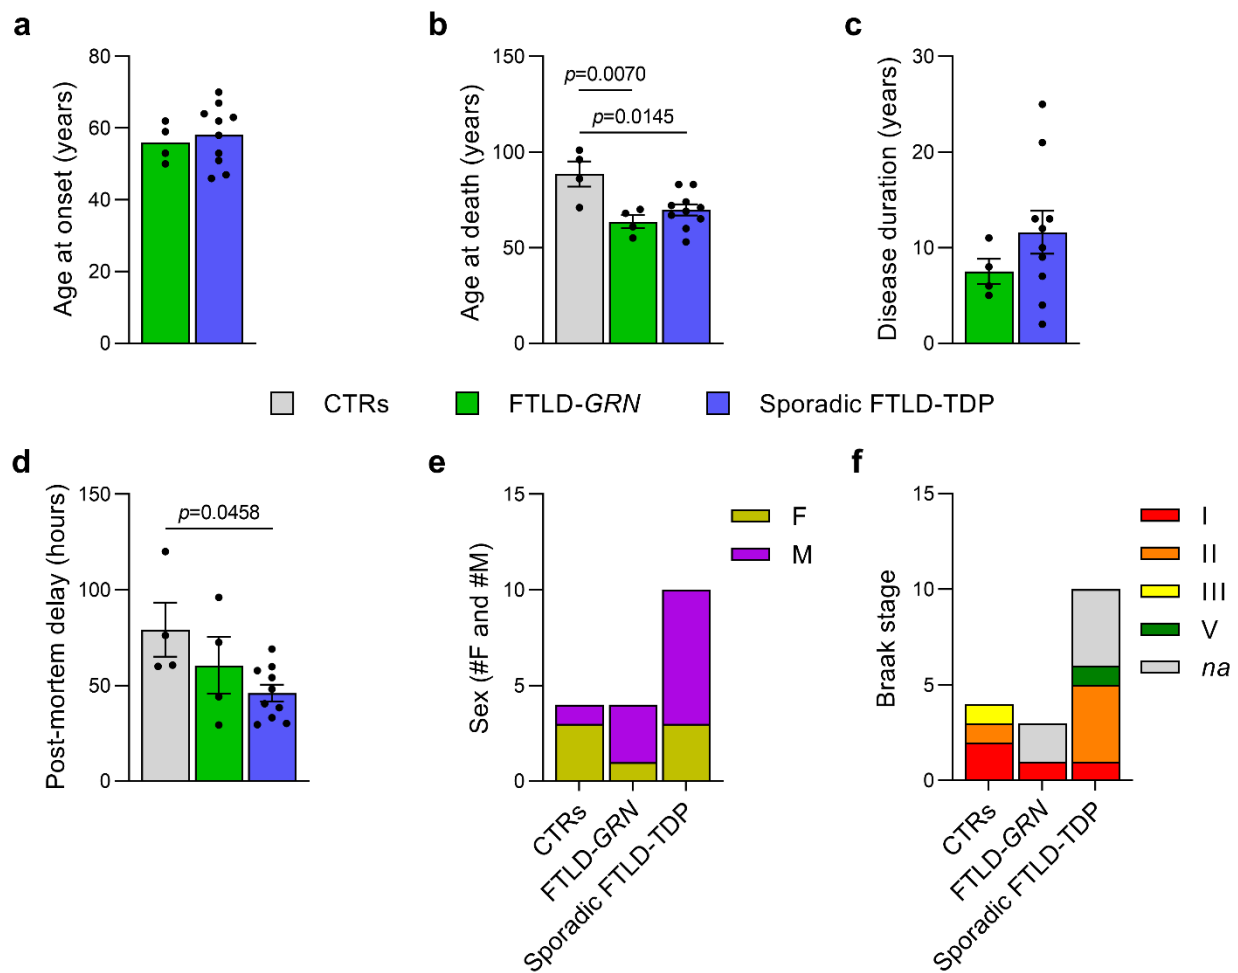 a
Age at onset (years)
80
60
40
20
0
b
Age at death (years)
150
100
50
0
p=0.0070
p=0.0145
c
Disease duration (years)
30
20
10
0
CTRs
FTLD-GRN
Sporadic FTLD-TDP
d
Post-mortem delay (hours)
150
100
50
0
p=0.0458
e
Sex (#F and #M)
15
10
5
0
F
M
CTRs
FTLD-GRN
Sporadic FTLD-TDP
f
Braak stage
15
10
5
0
I
II
III
V
na
CTRs
FTLD-GRN
Sporadic FTLD-TDP